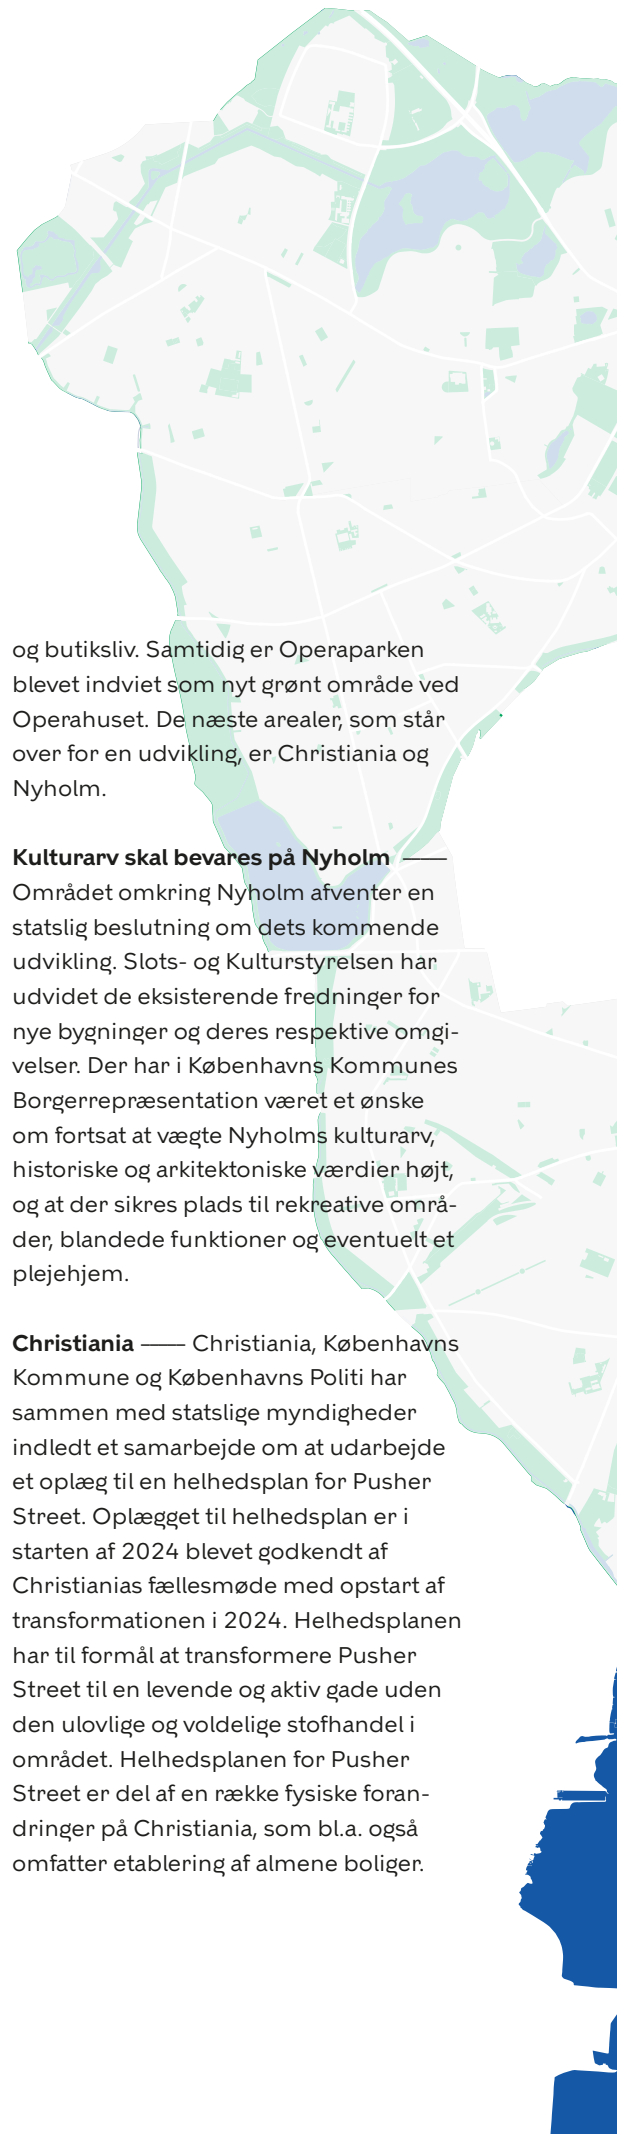 og butiksliv. Samtidig er Operaparken
blevet indviet som nyt grønt område ved
Operahuset. De næste arealer, som står
over for en udvikling, er Christiania og
Nyholm.
Kulturarv skal bevares på Nyholm ——
Området omkring Nyholm afventer en
statslig beslutning om dets kommende
udvikling. Slots- og Kulturstyrelsen har
udvidet de eksisterende fredninger for
nye bygninger og deres respektive omgi-
velser. Der har i Københavns Kommunes
Borgerrepræsentation været et ønske
om fortsat at vægte Nyholms kulturarv,
historiske og arkitektoniske værdier højt,
og at der sikres plads til rekreative områ-
der, blandede funktioner og eventuelt et
plejehjem.
Christiania —— Christiania, Københavns
Kommune og Københavns Politi har
sammen med statslige myndigheder
indledt et samarbejde om at udarbejde
et oplæg til en helhedsplan for Pusher
Street. Oplægget til helhedsplan er i
starten af 2024 blevet godkendt af
Christianias fællesmøde med opstart af
transformationen i 2024. Helhedsplanen
har til formål at transformere Pusher
Street til en levende og aktiv gade uden
den ulovlige og voldelige stofhandel i
området. Helhedsplanen for Pusher
Street er del af en række fysiske foran-
dringer på Christiania, som bl.a. også
omfatter etablering af almene boliger.